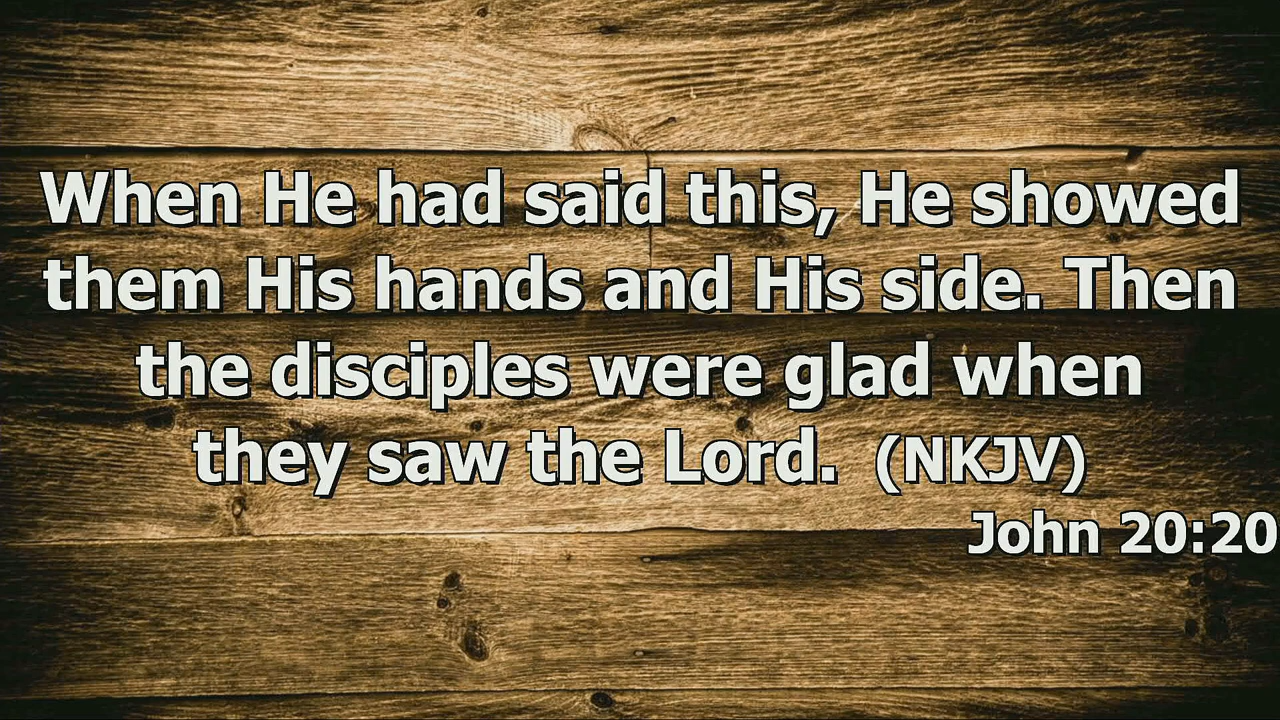 When He had said this, He showed
them His hands and His side. Then
the disciples were glad when
they saw the Lord. (NKJV)
John 20:20